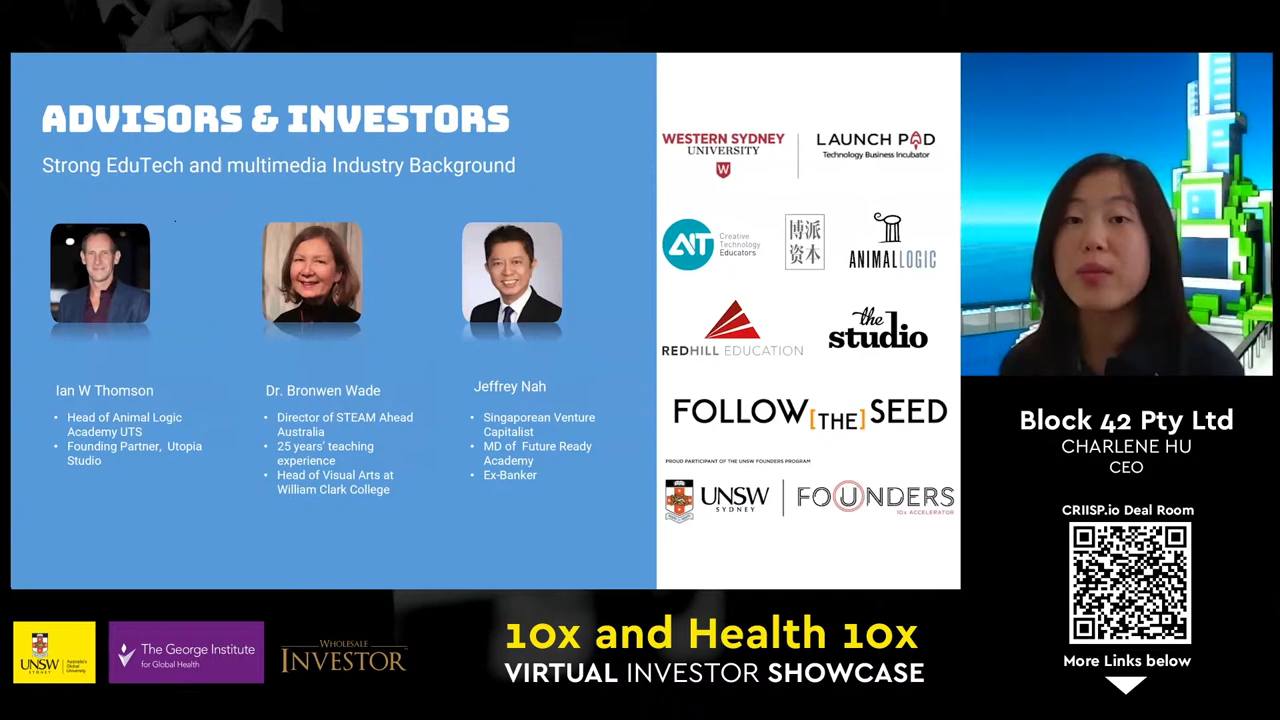 ADVISORS & INVESTORS
Strong EduTech and multimedia Industry Background
Ian W Thomson
• Head of Animal Logic
Academy UTS
• Founding Partner, Utopia
Studio
Dr. Bronwen Wade
• Director of STEAM Ahead
Australia
• 25 years' teaching
experience
• Head of Visual Arts at
William Clark College
Jeffrey Nah
• Singaporean Venture
Capitalist
• MD of Future Ready
Academy
• Ex-Banker
WESTERN SYDNEY
UNIVERSITY
W
LAUNCH PAD
Technology Business Incubator
AIT
Creative
Technology
Educators
博派
资本
ANIMALLOGIC
REDHILL EDUCATION
the
studio
FOLLOW [THE] SEED
PROUD PARTICIPANT OF THE UNSW FOUNDERS PROGRAM
UNSW
SYDNEY
FOUNDERS
10x ACCELERATOR
Block 42 Pty Ltd
CHARLENE HU
CEO
CRIISP.io Deal Room
More Links below
UNSW
SYDNEY
Australia's
Global
University
The George Institute
for Global Health
WHOLESALE
INVESTOR
10x and Health 10x
VIRTUAL INVESTOR SHOWCASE